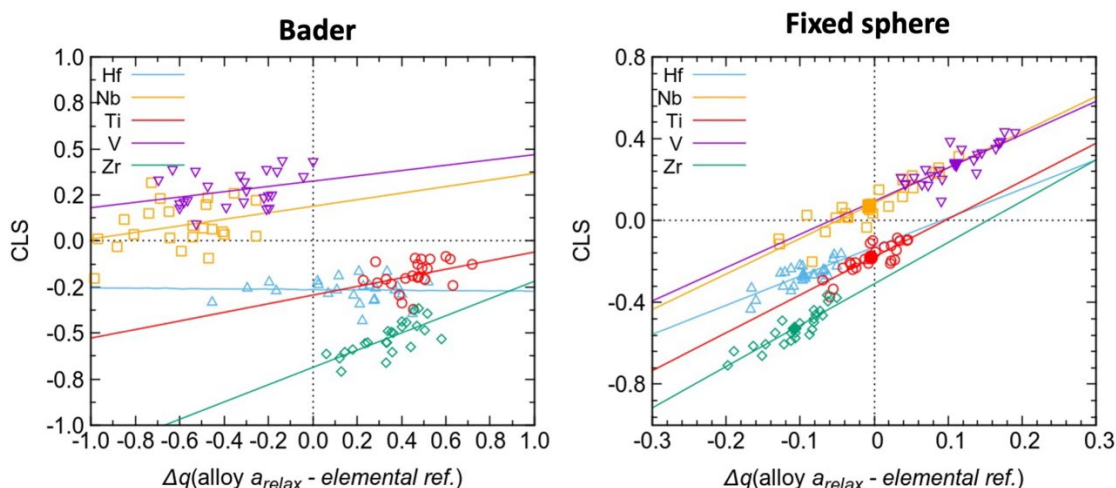 Bader
Fixed sphere
1.0
0.8
0.5
0.2
0.0
-0.2
-0.5
-0.8
-1.0
CLS
Hf
Nb
Ti
V
Zr
-1.0 -0.8 -0.6 -0.4 -0.2 0.0 0.2 0.4 0.6 0.8 1.0
Δq(alloy a_relax - elemental ref.)
0.8
0.4
0.0
-0.4
-0.8
CLS
Hf
Nb
Ti
V
Zr
-0.3 -0.2 -0.1 0 0.1 0.2 0.3
Δq(alloy a_relax - elemental ref.)